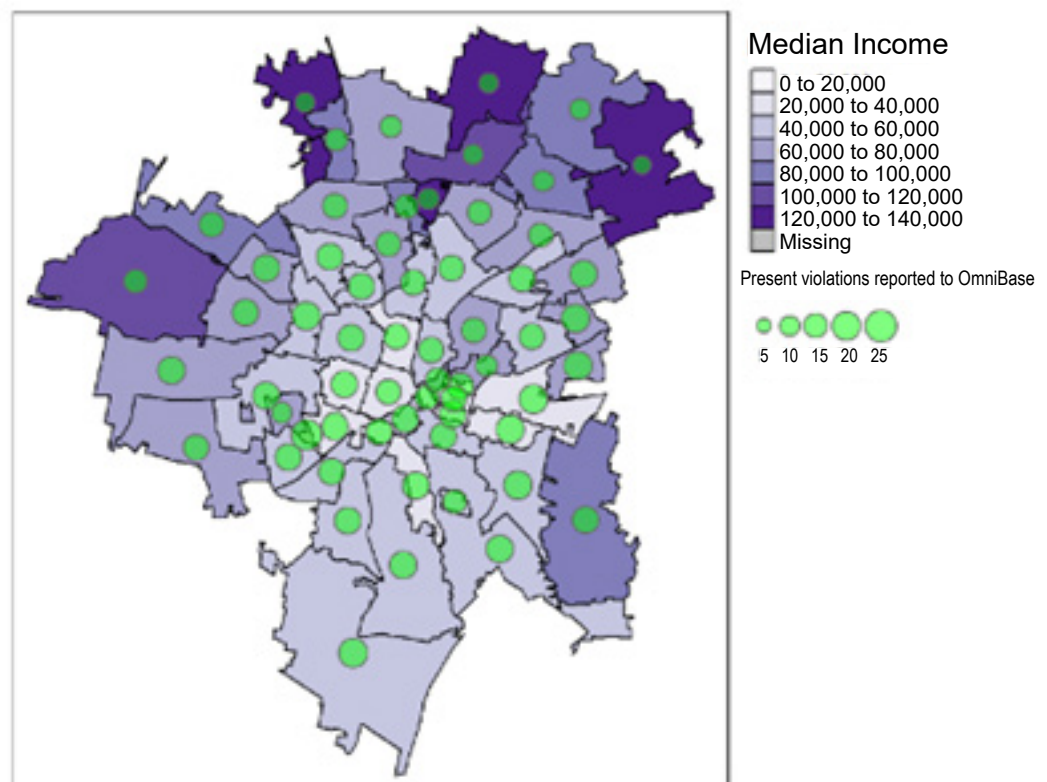 Median Income
0 to 20,000
20,000 to 40,000
40,000 to 60,000
60,000 to 80,000
80,000 to 100,000
100,000 to 120,000
120,000 to 140,000
Missing
Present violations reported to OmniBase
5 10 15 20 25